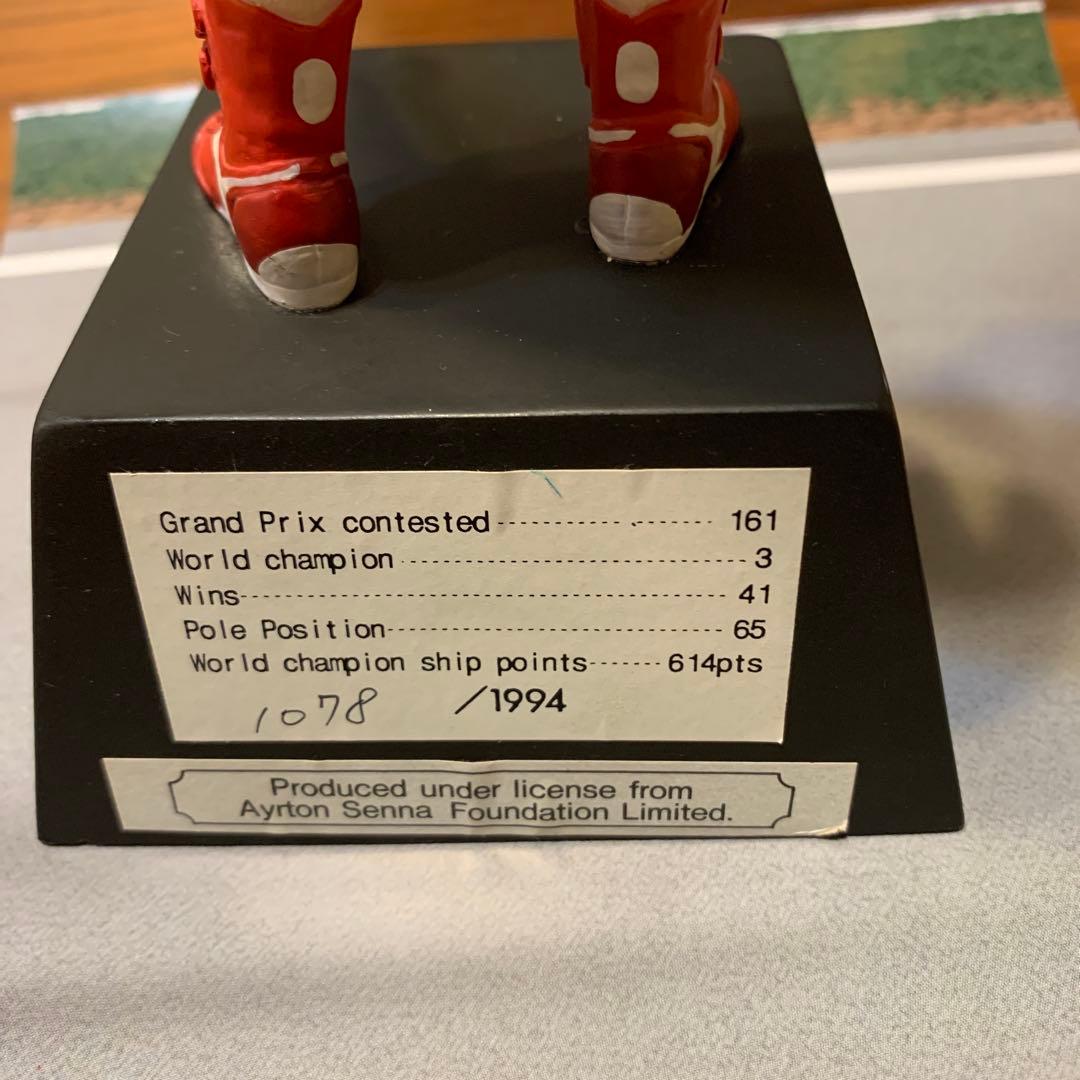 Grand Prix contested ------------------- 161
World champion ----------------------------------- 3
Wins ------------------------------------------------- 41
Pole Position ----------------------------------- 65
World champion ship points ------- 614pts
1078 /1994
Produced under license from
Ayrton Senna Foundation Limited.